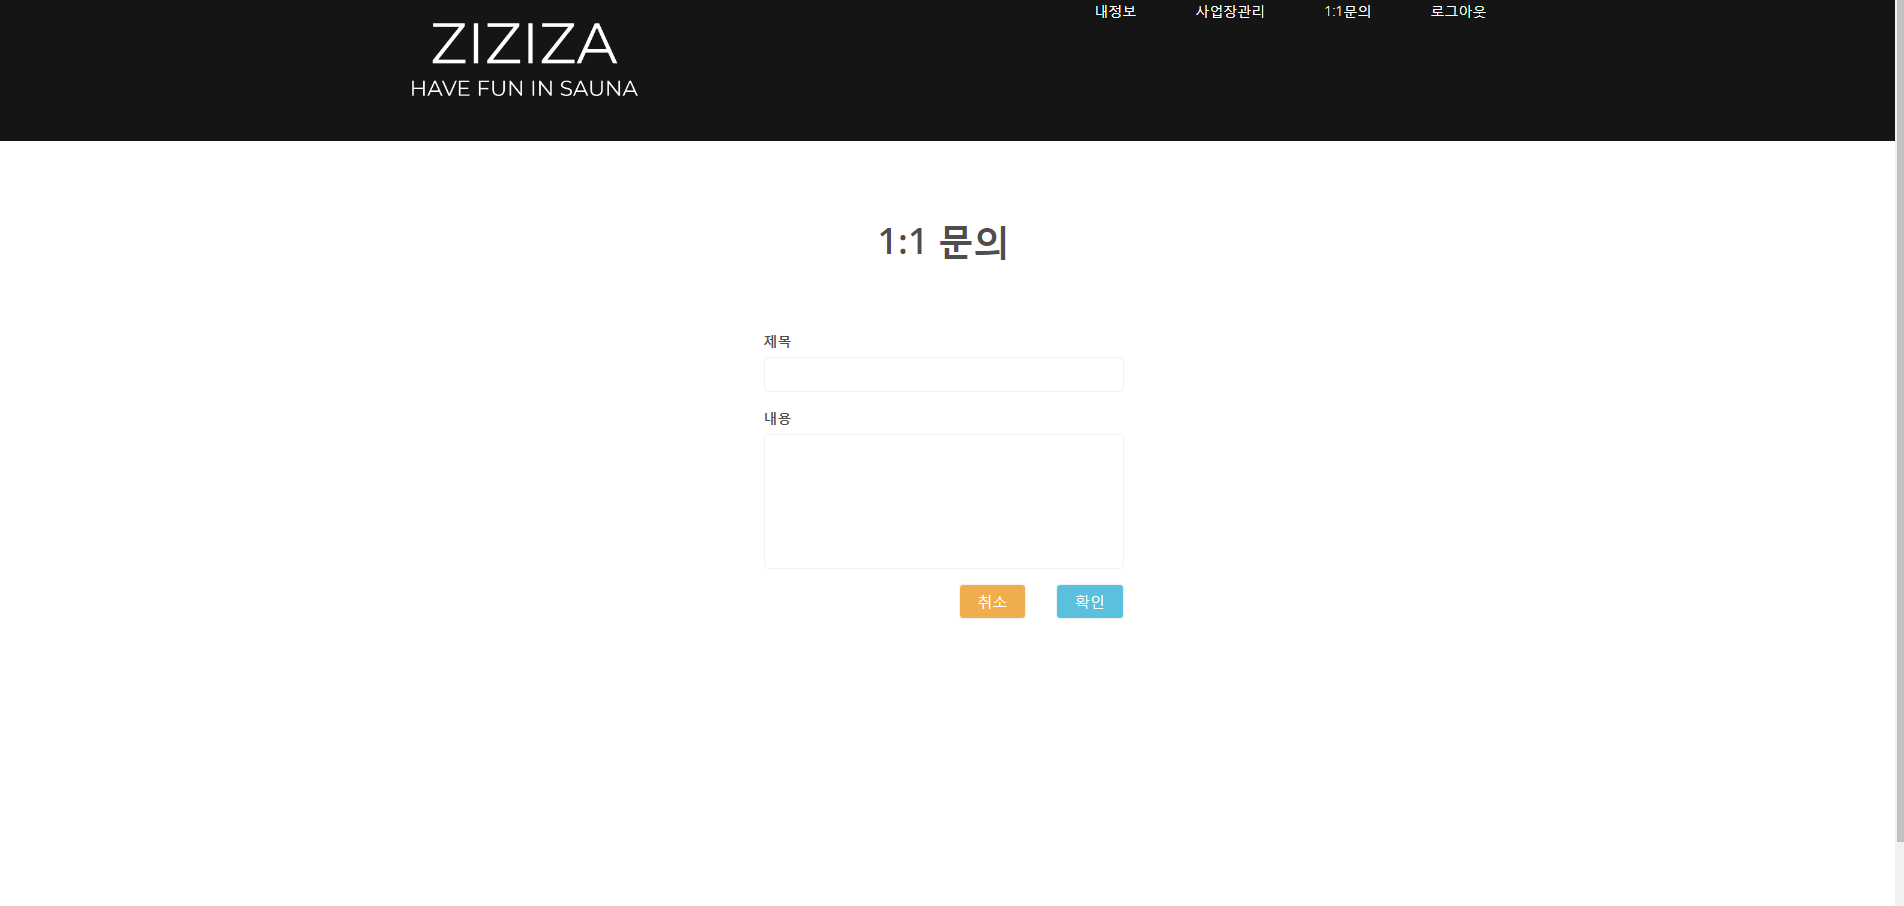 ZIZIZA
HAVE FUN IN SAUNA
내정보 사업장관리 1:1문의 로그아웃
1:1 문의
제목
내용
취소 확인